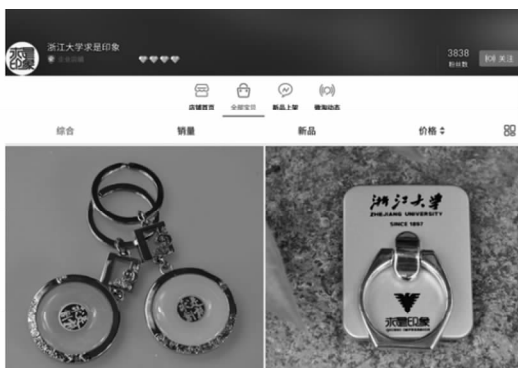 浙江大学求是印象
3838
粉丝数
关注
店铺首页
全部宝贝
新品上架
微淘动态
综合
销量
新品
价格
浙江大学
ZHEJIANG UNIVERSITY
SINCE 1897
求是印象